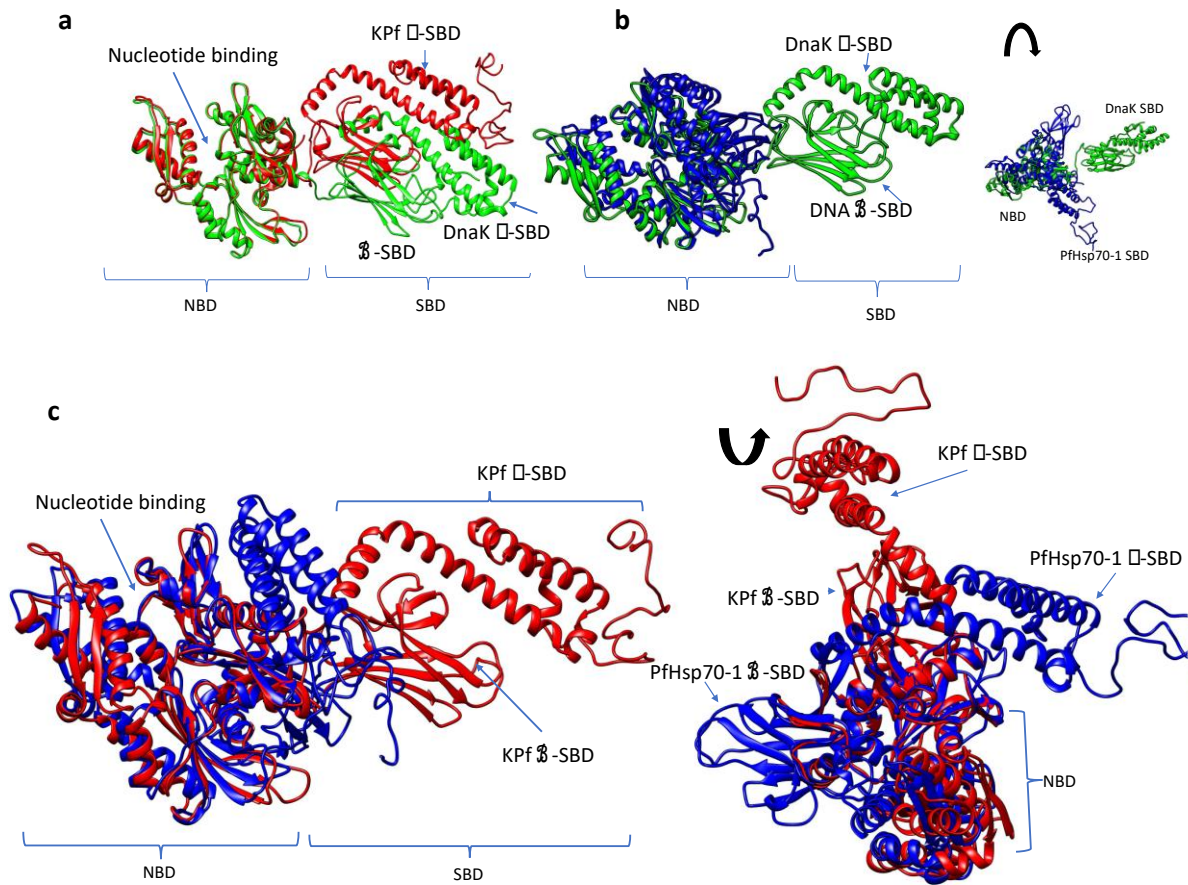 a
Nucleotide binding
KPf □-SBD
DnaK □-SBD
ℬ-SBD
NBD
SBD
b
DnaK □-SBD
DNA ℬ-SBD
NBD
SBD
DnaK SBD
NBD
PfHsp70-1 SBD
c
Nucleotide binding
KPf □-SBD
KPf ℬ-SBD
NBD
SBD
KPf □-SBD
PfHsp70-1 □-SBD
KPf ℬ-SBD
PfHsp70-1 ℬ-SBD
NBD